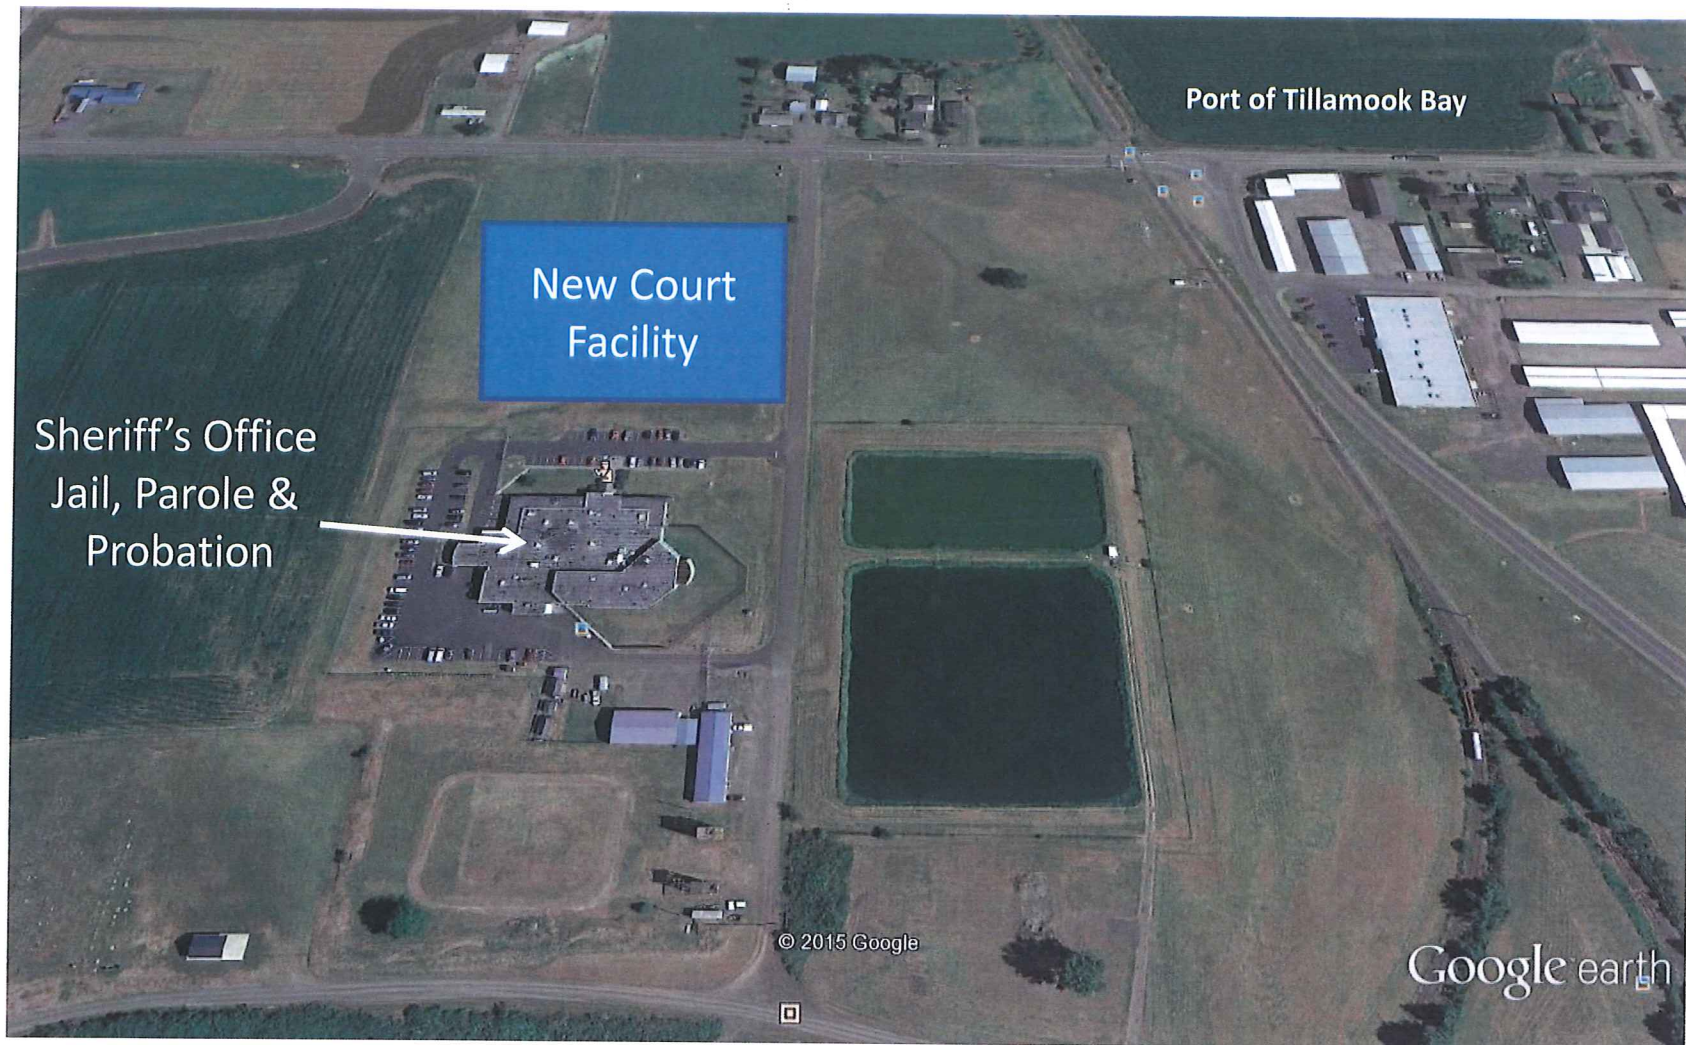 Port of Tillamook Bay
New Court
Facility
Sheriff's Office
Jail, Parole &
Probation
© 2015 Google
Google earth